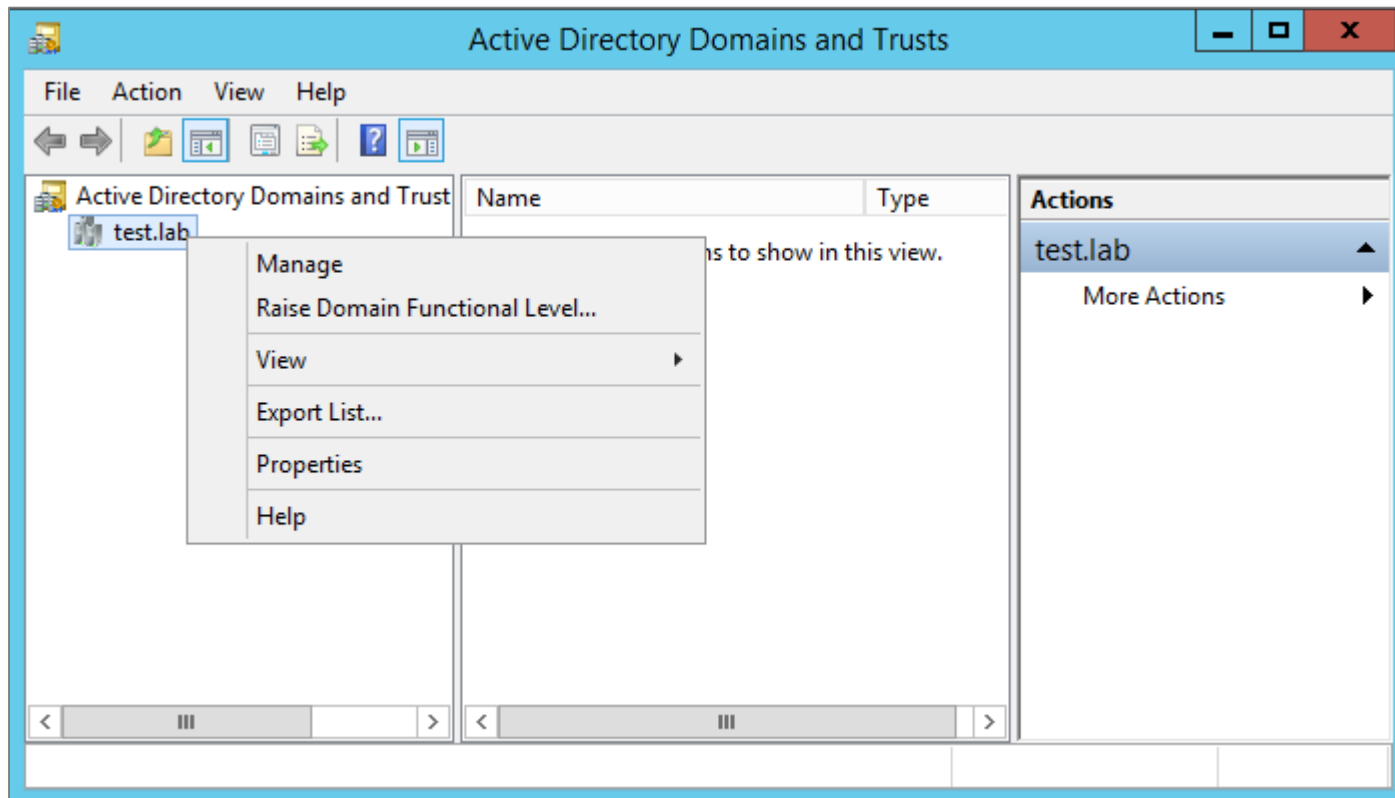 Active Directory Domains and Trusts
File Action View Help
Active Directory Domains and Trust
test.lab
Manage
Raise Domain Functional Level...
View
Export List...
Properties
Help
Name Type
to show in this view.
Actions
test.lab
More Actions